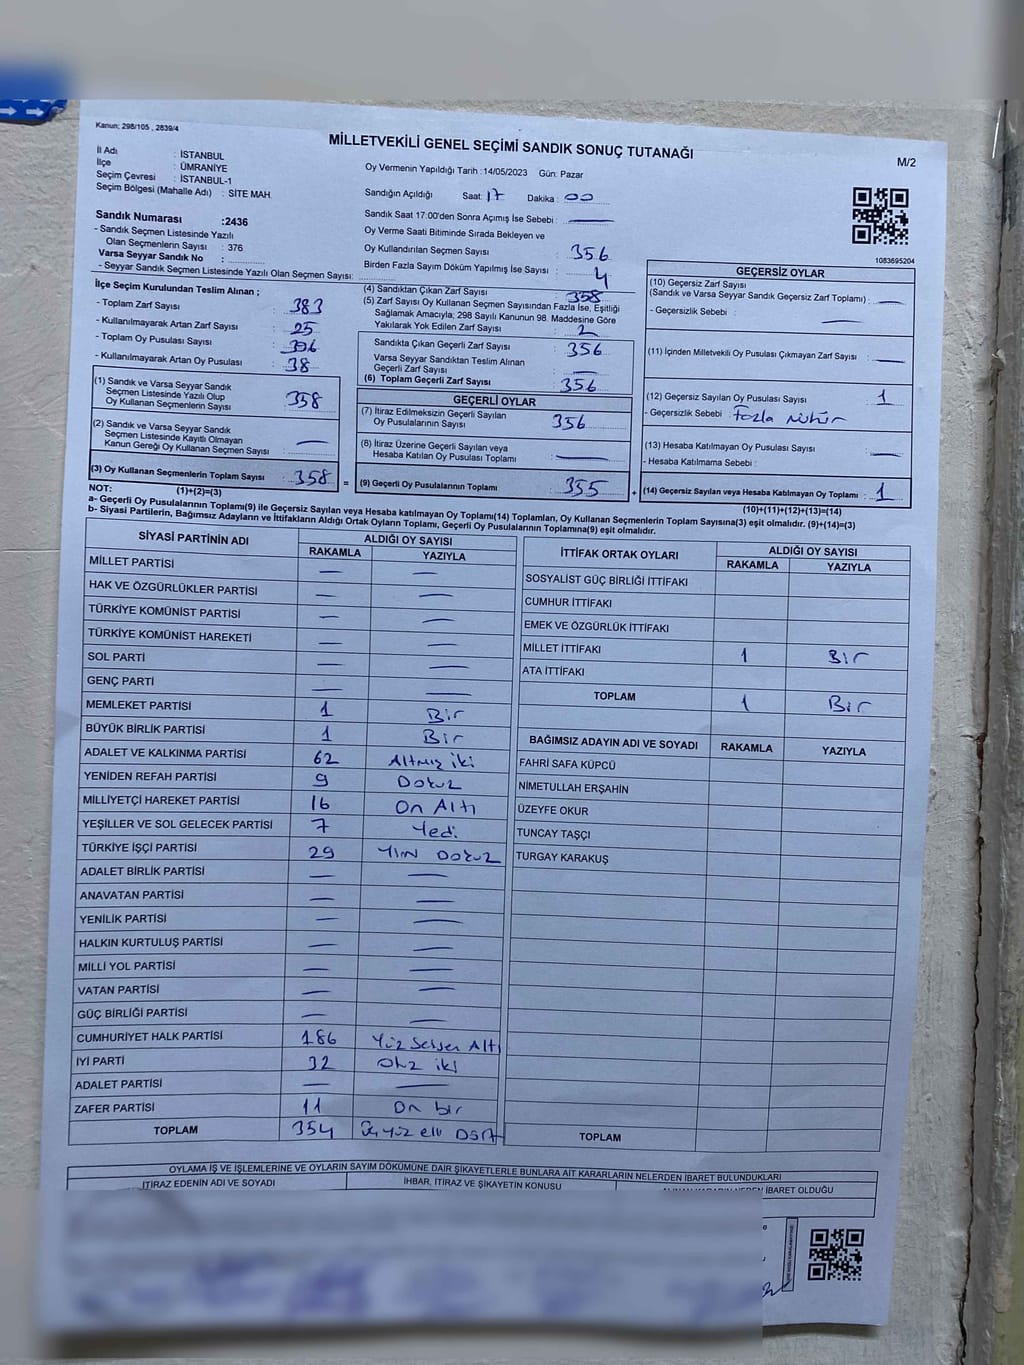 Kanun; 298/105 , 2839/4
MİLLETVEKİLİ GENEL SEÇİMİ SANDIK SONUÇ TUTANAĞI
M/2
İl Adı : İSTANBUL
İlçe : ÜMRANİYE
Seçim Çevresi : İSTANBUL-1
Seçim Bölgesi (Mahalle Adı) : SİTE MAH.
Oy Vermenin Yapıldığı Tarih :14/05/2023 Gün: Pazar
Sandığın Açıldığı Saat: 17 Dakika : 00
Sandık Saat 17:00'den Sonra Açımış İse Sebebi :
Sandık Numarası :2436
- Sandık Seçmen Listesinde Yazılı
Olan Seçmenlerin Sayısı : 376
Varsa Seyyar Sandık No :
- Seyyar Sandık Seçmen Listesinde Yazılı Olan Seçmen Sayısı:
Oy Verme Saati Bitiminde Sırada Bekleyen ve
Oy Kullandırılan Seçmen Sayısı : 356
Birden Fazla Sayım Döküm Yapılmış İse Sayısı : 4
1083695204
İlçe Seçim Kurulundan Teslim Alınan ;
- Toplam Zarf Sayısı : 383
- Kullanılmayarak Artan Zarf Sayısı : 25
- Toplam Oy Pusulası Sayısı : 396
- Kullanılmayarak Artan Oy Pusulası : 38
(1) Sandık ve Varsa Seyyar Sandık
Seçmen Listesinde Yazılı Olup
Oy Kullanan Seçmenlerin Sayısı : 358
(2) Sandık ve Varsa Seyyar Sandık
Seçmen Listesinde Kayıtlı Olmayan
Kanun Gereği Oy Kullanan Seçmen Sayısı :
(3) Oy Kullanan Seçmenlerin Toplam Sayısı : 358
(1)+(2)=(3)
(4) Sandıktan Çıkan Zarf Sayısı : 358
(5) Zarf Sayısı Oy Kullanan Seçmen Sayısından Fazla İse, Eşitliği
Sağlamak Amacıyla; 298 Sayılı Kanunun 98. Maddesine Göre
Yakılarak Yok Edilen Zarf Sayısı : 2
Sandıkta Çıkan Geçerli Zarf Sayısı : 356
Varsa Seyyar Sandıktan Teslim Alınan
Geçerli Zarf Sayısı :
(6) Toplam Geçerli Zarf Sayısı : 356
GEÇERLİ OYLAR
(7) İtiraz Edilmeksizin Geçerli Sayılan
Oy Pusulalarının Sayısı : 356
(8) İtiraz Üzerine Geçerli Sayılan veya
Hesaba Katılan Oy Pusulası Toplamı :
= (9) Geçerli Oy Pusulalarının Toplamı : 355
GEÇERSİZ OYLAR
(10) Geçersiz Zarf Sayısı
(Sandık ve Varsa Seyyar Sandık Geçersiz Zarf Toplamı) :
- Geçersizlik Sebebi :
(11) İçinden Milletvekili Oy Pusulası Çıkmayan Zarf Sayısı :
(12) Geçersiz Sayılan Oy Pusulası Sayısı : 1
- Geçersizlik Sebebi : Fazla Mühür
(13) Hesaba Katılmayan Oy Pusulası Sayısı :
- Hesaba Katılmama Sebebi :
+ (14) Geçersiz Sayılan veya Hesaba Katılmayan Oy Toplamı : 1
(10)+(11)+(12)+(13)=(14)
NOT:
a- Geçerli Oy Pusulalarının Toplamı(9) ile Geçersiz Sayılan veya Hesaba katılmayan Oy Toplamı(14) Toplamları, Oy Kullanan Seçmenlerin Toplam Sayısına(3) eşit olmalıdır. (9)+(14)=(3)
b- Siyasi Partilerin, Bağımsız Adayların ve İttifakların Aldığı Ortak Oyların Toplamı, Geçerli Oy Pusulalarının Toplamına(9) eşit olmalıdır.
SİYASİ PARTİNİN ADI ALDIĞI OY SAYISI
RAKAMLA YAZIYLA
MİLLET PARTİSİ
HAK VE ÖZGÜRLÜKLER PARTİSİ
TÜRKİYE KOMÜNİST PARTİSİ
TÜRKİYE KOMÜNİST HAREKETİ
SOL PARTİ
GENÇ PARTİ
MEMLEKET PARTİSİ 1 Bir
BÜYÜK BİRLİK PARTİSİ 1 Bir
ADALET VE KALKINMA PARTİSİ 62 Altmış iki
YENİDEN REFAH PARTİSİ 9 Dokuz
MİLLİYETÇİ HAREKET PARTİSİ 16 On Altı
YEŞİLLER VE SOL GELECEK PARTİSİ 7 Yedi
TÜRKİYE İŞÇİ PARTİSİ 29 Dokuz
ADALET BİRLİK PARTİSİ
ANAVATAN PARTİSİ
YENİLİK PARTİSİ
HALKIN KURTULUŞ PARTİSİ
MİLLİ YOL PARTİSİ
VATAN PARTİSİ
GÜÇ BİRLİĞİ PARTİSİ
CUMHURİYET HALK PARTİSİ 186 Yüz Seksen Altı
İYİ PARTİ 32 Otuz iki
ADALET PARTİSİ
ZAFER PARTİSİ 11 On bir
TOPLAM 354 Üç yüz elli Dört
İTTİFAK ORTAK OYLARI ALDIĞI OY SAYISI
RAKAMLA YAZIYLA
SOSYALİST GÜÇ BİRLİĞİ İTTİFAKI
CUMHUR İTTİFAKI
EMEK VE ÖZGÜRLÜK İTTİFAKI
MİLLET İTTİFAKI 1 Bir
ATA İTTİFAKI
TOPLAM 1 Bir
BAĞIMSIZ ADAYIN ADI VE SOYADI RAKAMLA YAZIYLA
FAHRİ SAFA KÜPCÜ
NİMETULLAH ERŞAHİN
ÜZEYFE OKUR
TUNCAY TAŞÇI
TURGAY KARAKUŞ
TOPLAM
OYLAMA İŞ VE İŞLEMLERİNE VE OYLARIN SAYIM DÖKÜMÜNE DAİR ŞİKAYETLERLE BUNLARA AİT KARARLARIN NELERDEN İBARET BULUNDUKLARI
İTİRAZ EDENİN ADI VE SOYADI İHBAR, İTİRAZ VE ŞİKAYETİN KONUSU İBARET OLDUĞU